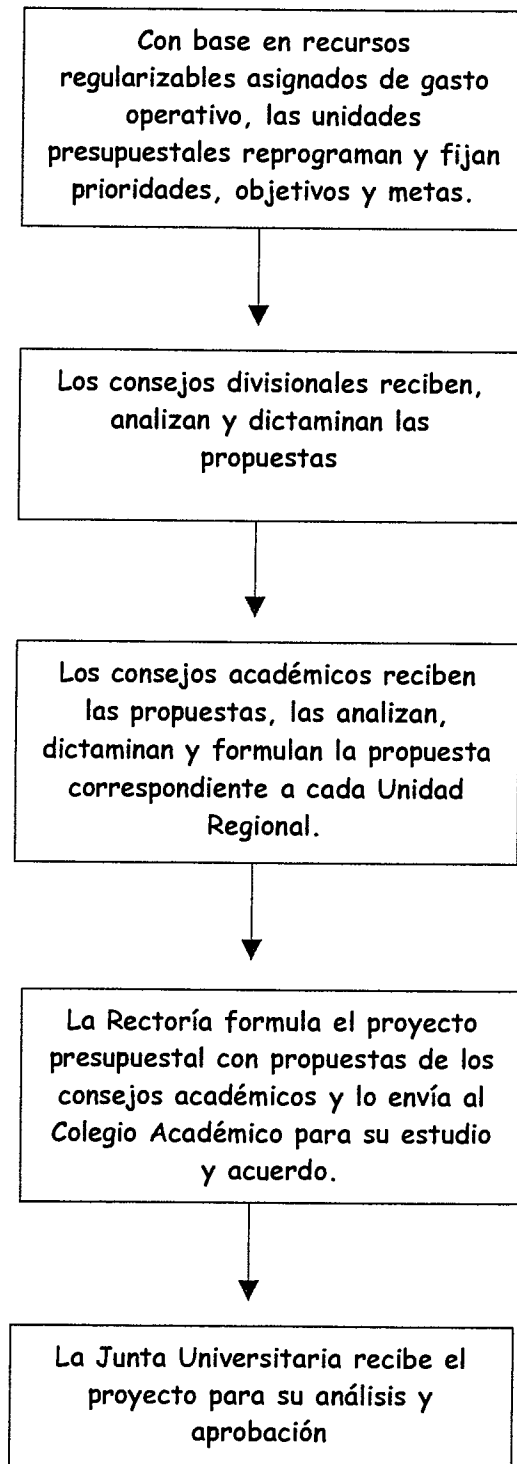 Con base en recursos
regularizables asignados de gasto
operativo, las unidades
presupuestales reprograman y fijan
prioridades, objetivos y metas.
Los consejos divisionales reciben,
analizan y dictaminan las
propuestas
Los consejos académicos reciben
las propuestas, las analizan,
dictaminan y formulan la propuesta
correspondiente a cada Unidad
Regional.
La Rectoría formula el proyecto
presupuestal con propuestas de los
consejos académicos y lo envía al
Colegio Académico para su estudio
y acuerdo.
La Junta Universitaria recibe el
proyecto para su análisis y
aprobación